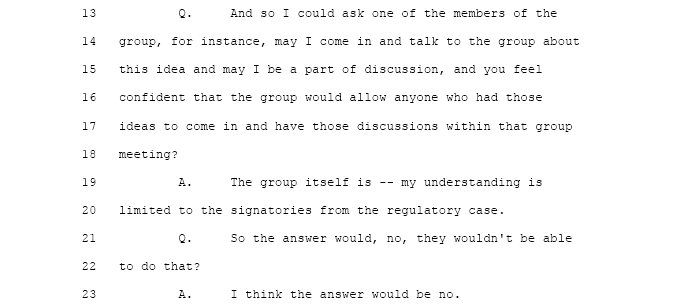 13 Q. And so I could ask one of the members of the
14 group, for instance, may I come in and talk to the group about
15 this idea and may I be a part of discussion, and you feel
16 confident that the group would allow anyone who had those
17 ideas to come in and have those discussions within that group
18 meeting?
19 A. The group itself is -- my understanding is
20 limited to the signatories from the regulatory case.
21 Q. So the answer would, no, they wouldn't be able
22 to do that?
23 A. I think the answer would be no.